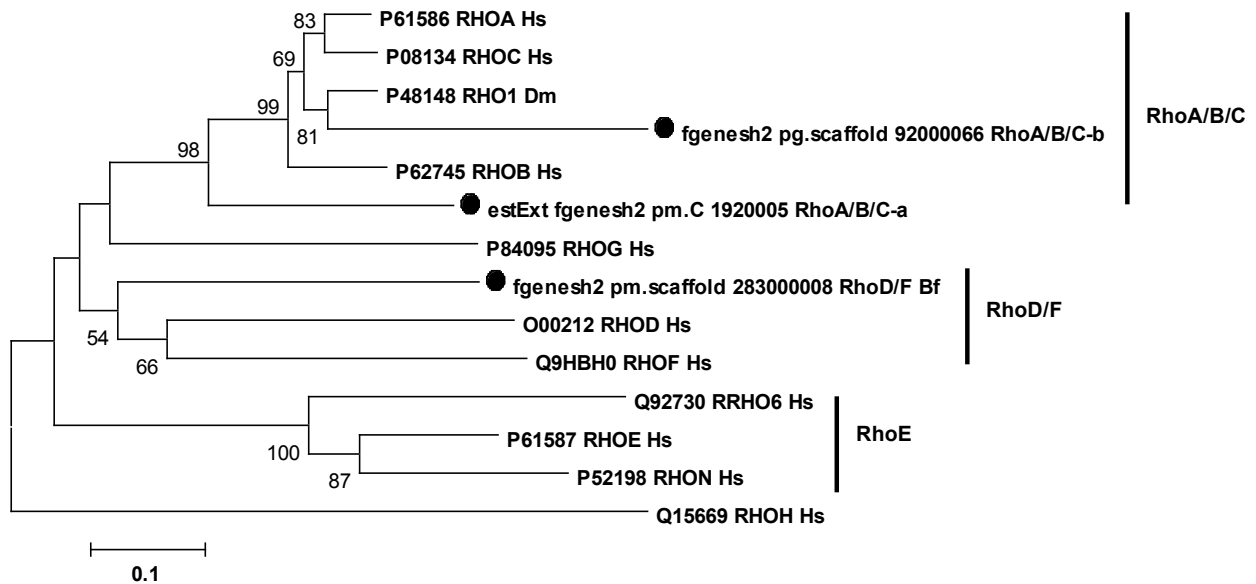 83
P61586 RHOA Hs
P08134 RHOC Hs
69
P48148 RHO1 Dm
99
81
fgenesh2 pg.scaffold 92000066 RhoA/B/C-b
RhoA/B/C
98
P62745 RHOB Hs
estExt fgenesh2 pm.C 1920005 RhoA/B/C-a
P84095 RHOG Hs
fgenesh2 pm.scaffold 283000008 RhoD/F Bf
RhoD/F
54
O00212 RHOD Hs
66
Q9HBH0 RHOF Hs
Q92730 RRHO6 Hs
RhoE
100
P61587 RHOE Hs
87
P52198 RHON Hs
Q15669 RHOH Hs
0.1